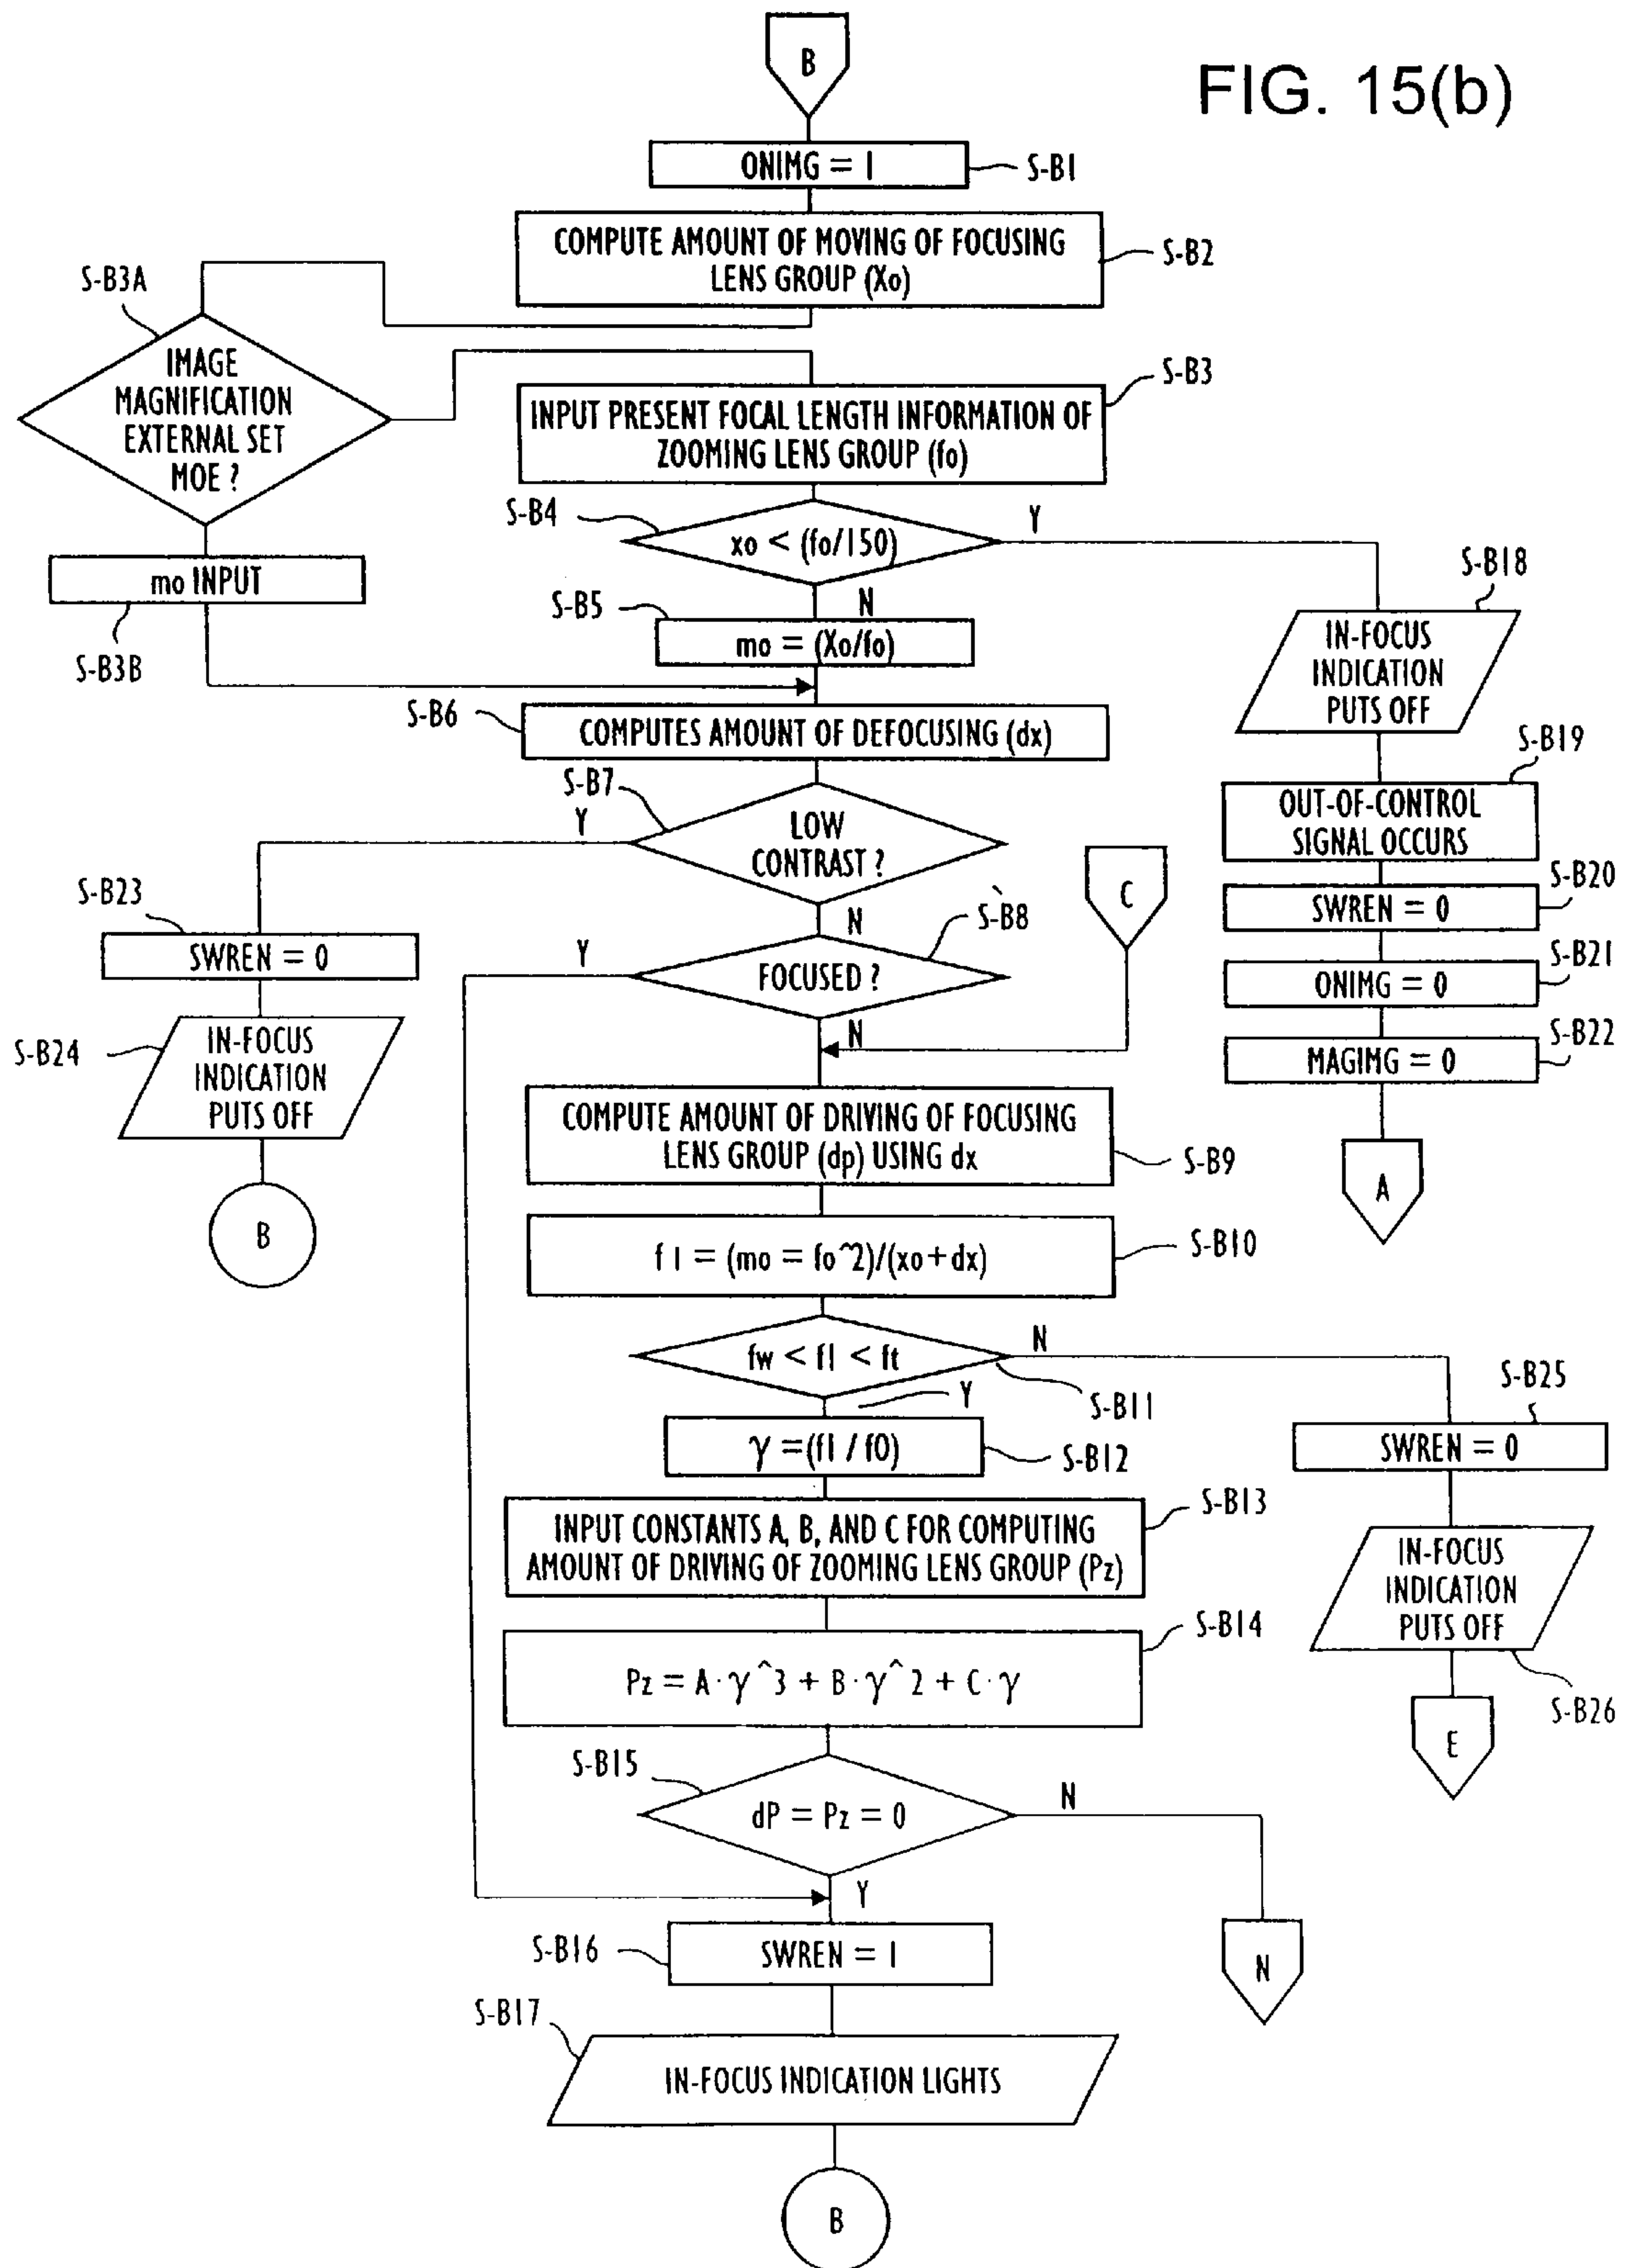 B
FIG. 15(b)
ONIMG = 1
S-B1
COMPUTE AMOUNT OF MOVING OF FOCUSING
LENS GROUP (Xo)
S-B2
S-B3A
IMAGE
MAGNIFICATION
EXTERNAL SET
MOE ?
S-B3
INPUT PRESENT FOCAL LENGTH INFORMATION OF
ZOOMING LENS GROUP (fo)
S-B4
xo < (fo/150)
Y
N
mo INPUT
S-B3B
S-B5
mo = (Xo/fo)
S-B18
IN-FOCUS
INDICATION
PUTS OFF
S-B6
COMPUTES AMOUNT OF DEFOCUSING (dx)
S-B19
OUT-OF-CONTROL
SIGNAL OCCURS
S-B7
Y
LOW
CONTRAST ?
N
C
S-B20
SWREN = 0
S-B23
SWREN = 0
S-B8
Y
FOCUSED ?
N
S-B21
ONIMG = 0
S-B24
IN-FOCUS
INDICATION
PUTS OFF
B
S-B22
MAGIMG = 0
A
COMPUTE AMOUNT OF DRIVING OF FOCUSING
LENS GROUP (dp) USING dx
S-B9
f1 = (mo = fo^2)/(xo+dx)
S-B10
fw < f1 < ft
N
S-B11
Y
S-B25
SWREN = 0
γ =(f1 / f0)
S-B12
S-B13
INPUT CONSTANTS A, B, AND C FOR COMPUTING
AMOUNT OF DRIVING OF ZOOMING LENS GROUP (Pz)
IN-FOCUS
INDICATION
PUTS OFF
S-B26
E
S-B14
Pz = A·γ^3 + B·γ^2 + C·γ
S-B15
dP = Pz = 0
N
Y
N
S-B16
SWREN = 1
S-B17
IN-FOCUS INDICATION LIGHTS
B